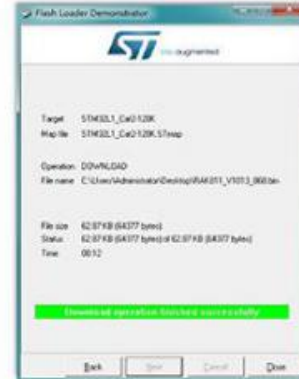 Flash Loader Demonstrator
ST life.augmented
Target STM32L1_Cat2-128K
Map file STM32L1_Cat2-128K.STmap
Operation DOWNLOAD
File name C:\Users\Administrator\Desktop\RAK811_V1013_868.bin
File size 62.87 KB (64377 bytes)
Status 62.87 KB (64377 bytes) of 62.87 KB (64377 bytes)
Time 00:12
Download operation finished successfully
Back Next Cancel Close